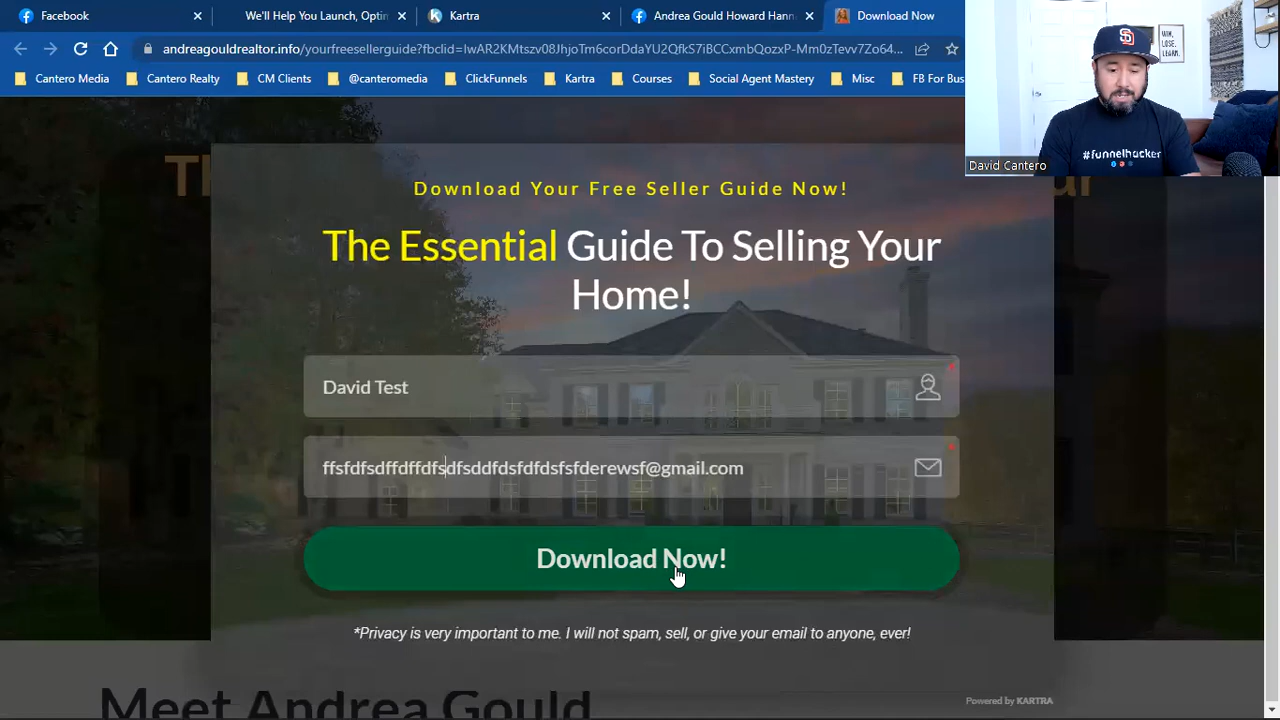 Facebook
We'll Help You Launch, Optin
Kartra
Andrea Gould Howard Hann
Download Now
andreagouldrealtor.info/yourfreesellerguide?fbclid=IwAR2KMtszv08JhjoTm6corDdaYU2QfkS7iBCCxmbQozxP-Mm0zTevv7Zo64...
Cantero Media
Cantero Realty
CM Clients
@canteromedia
ClickFunnels
Kartra
Courses
Social Agent Mastery
Misc
FB For Bus
WIN.
LOSE.
LEARN.
#funnelhacker
David Cantero
Download Your Free Seller Guide Now!
The Essential Guide To Selling Your
Home!
David Test
ffsfdfsdffdffdfsdfsddfdsfdfdsfsfderewsf@gmail.com
Download Now!
*Privacy is very important to me. I will not spam, sell, or give your email to anyone, ever!
Powered by KARTRA
Meet Andrea Gould